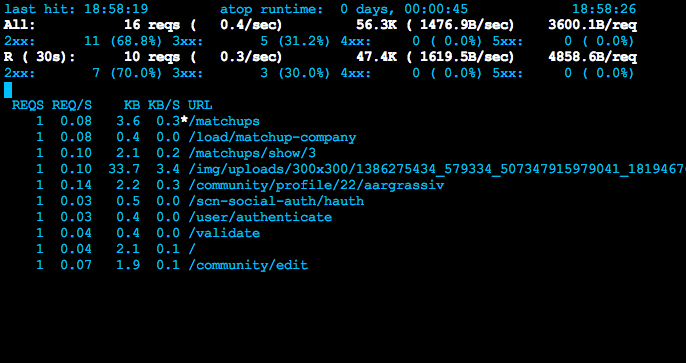 last hit: 18:58:19 atop runtime: 0 days, 00:00:45 18:58:26
All: 16 reqs ( 0.4/sec) 56.3K ( 1476.9B/sec) 3600.1B/req
2xx: 11 (68.8%) 3xx: 5 (31.2%) 4xx: 0 ( 0.0%) 5xx: 0 ( 0.0%)
R ( 30s): 10 reqs ( 0.3/sec) 47.4K ( 1619.5B/sec) 4858.6B/req
2xx: 7 (70.0%) 3xx: 3 (30.0%) 4xx: 0 ( 0.0%) 5xx: 0 ( 0.0%)
REQS REQ/S KB KB/S URL
1 0.08 3.6 0.3*/matchups
1 0.08 0.4 0.0 /load/matchup-company
1 0.10 2.1 0.2 /matchups/show/3
1 0.10 33.7 3.4 /img/uploads/300x300/1386275434_579334_507347915979041_1819467
1 0.14 2.2 0.3 /community/profile/22/aargrassiv
1 0.03 0.5 0.0 /scn-social-auth/hauth
1 0.03 0.4 0.0 /user/authenticate
1 0.04 0.4 0.0 /validate
1 0.04 2.1 0.1 /
1 0.07 1.9 0.1 /community/edit